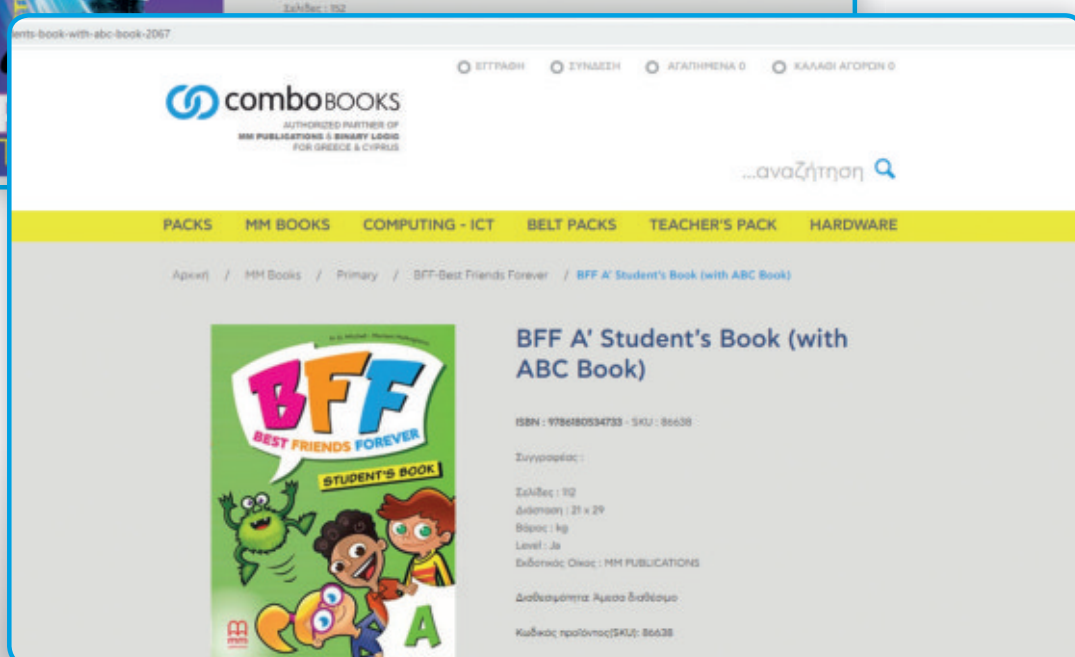 Σελίδες : 152
ents-book-with-abc-book-2067
ΕΓΓΡΑΦΗ ΣΥΝΔΕΣΗ ΑΓΑΠΗΜΕΝΑ 0 ΚΑΛΑΘΙ ΑΓΟΡΩΝ 0
comboBOOKS
AUTHORIZED PARTNER OF
MM PUBLICATIONS & BINARY LOGIC
FOR GREECE & CYPRUS
...αναζήτηση
PACKS MM BOOKS COMPUTING - ICT BELT PACKS TEACHER'S PACK HARDWARE
Αρχική / MM Books / Primary / BFF-Best Friends Forever / BFF A' Student's Book (with ABC Book)
BFF A' Student's Book (with
ABC Book)
ISBN : 9786180534733 - SKU : 86638
Συγγραφέας :
Σελίδες : 112
Διάσταση : 21 x 29
Βάρος : kg
Level : Ja
Εκδοτικός Οίκος : MM PUBLICATIONS
Διαθεσιμότητα: Άμεσα διαθέσιμο
Κωδικός προϊόντος(SKU): 86638
BFF
BEST FRIENDS FOREVER
STUDENT'S BOOK
A
mm